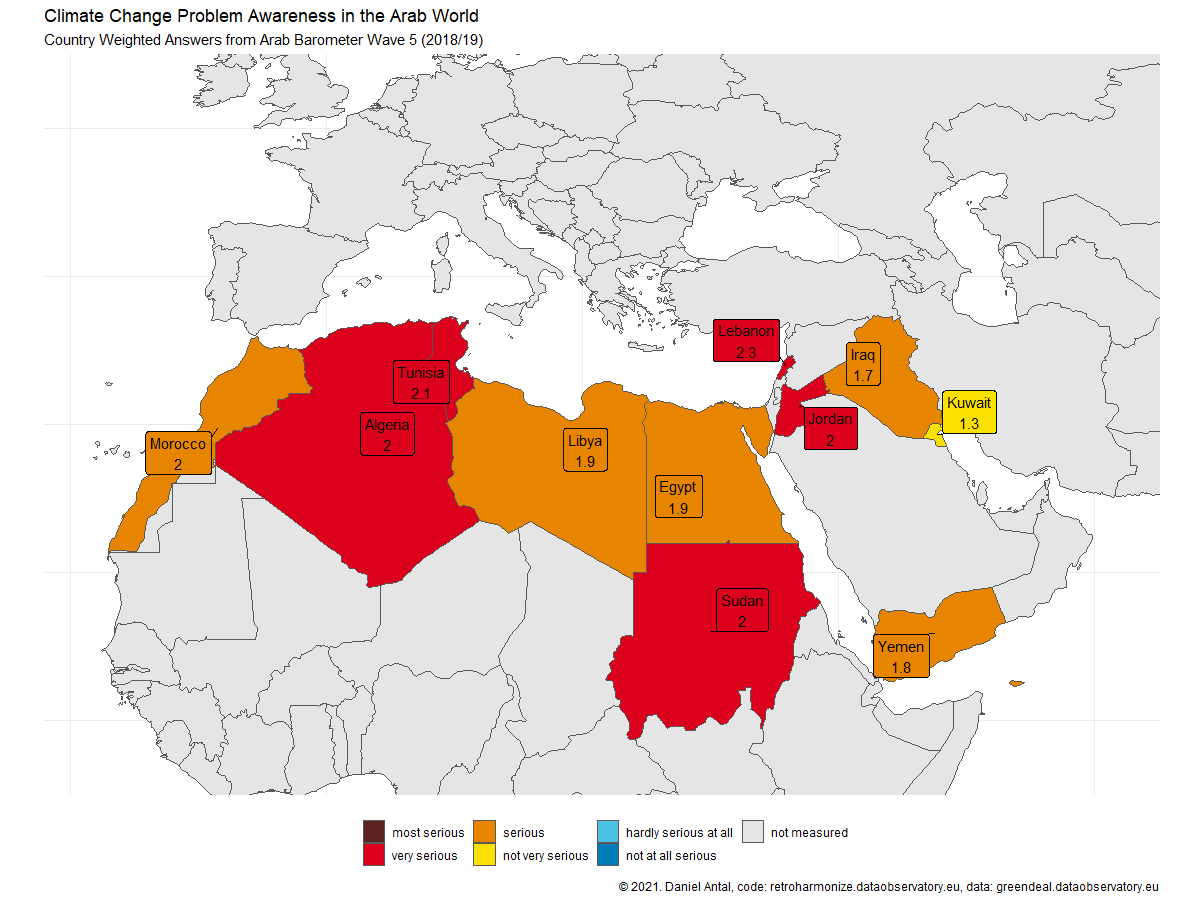 Climate Change Problem Awareness in the Arab World
Country Weighted Answers from Arab Barometer Wave 5 (2018/19)
Lebanon
2.3
Iraq
1.7
Tunisia
2.1
Kuwait
1.3
Jordan
2
Algeria
2
Morocco
2
Libya
1.9
Egypt
1.9
Sudan
2
Yemen
1.8
most serious
serious
hardly serious at all
not measured
very serious
not very serious
not at all serious
© 2021. Daniel Antal, code: retroharmonize.dataobservatory.eu, data: greendeal.dataobservatory.eu